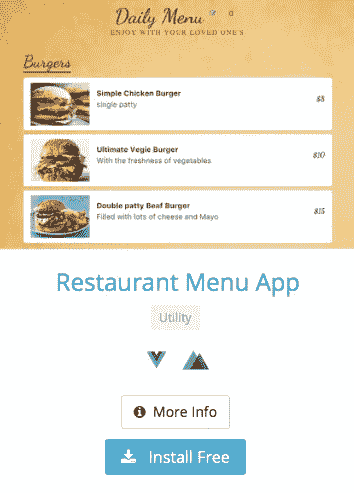 Daily Menu
ENJOY WITH YOUR LOVED ONE'S
Burgers
Simple Chicken Burger
single patty
$8
Ultimate Vegie Burger
With the freshness of vegetables
$10
Double patty Beef Burger
Filled with lots of cheese and Mayo
$15
Restaurant Menu App
Utility
More Info
Install Free